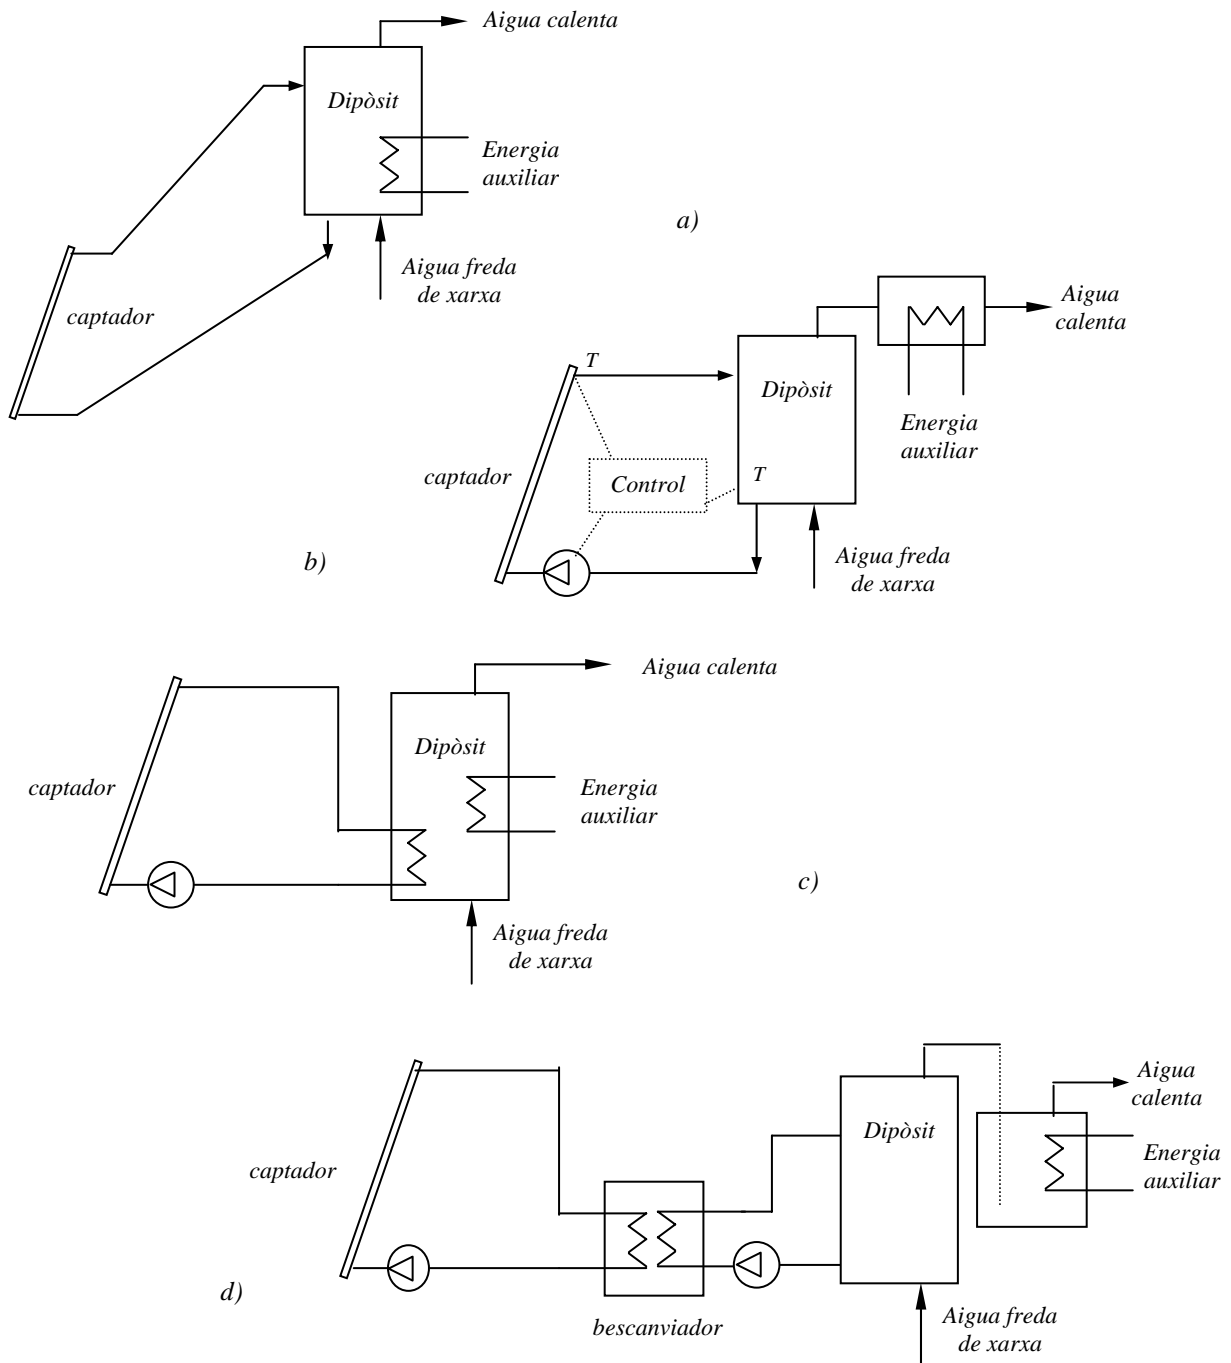 Aigua calenta
Dipòsit
Energia
auxiliar
Aigua freda
de xarxa
captador
a)
Aigua
calenta
Energia
auxiliar
T
Dipòsit
captador
Control
T
Aigua freda
de xarxa
b)
Aigua calenta
Dipòsit
captador
Energia
auxiliar
Aigua freda
de xarxa
c)
Aigua
calenta
Dipòsit
Energia
auxiliar
captador
bescanviador
Aigua freda
de xarxa
d)